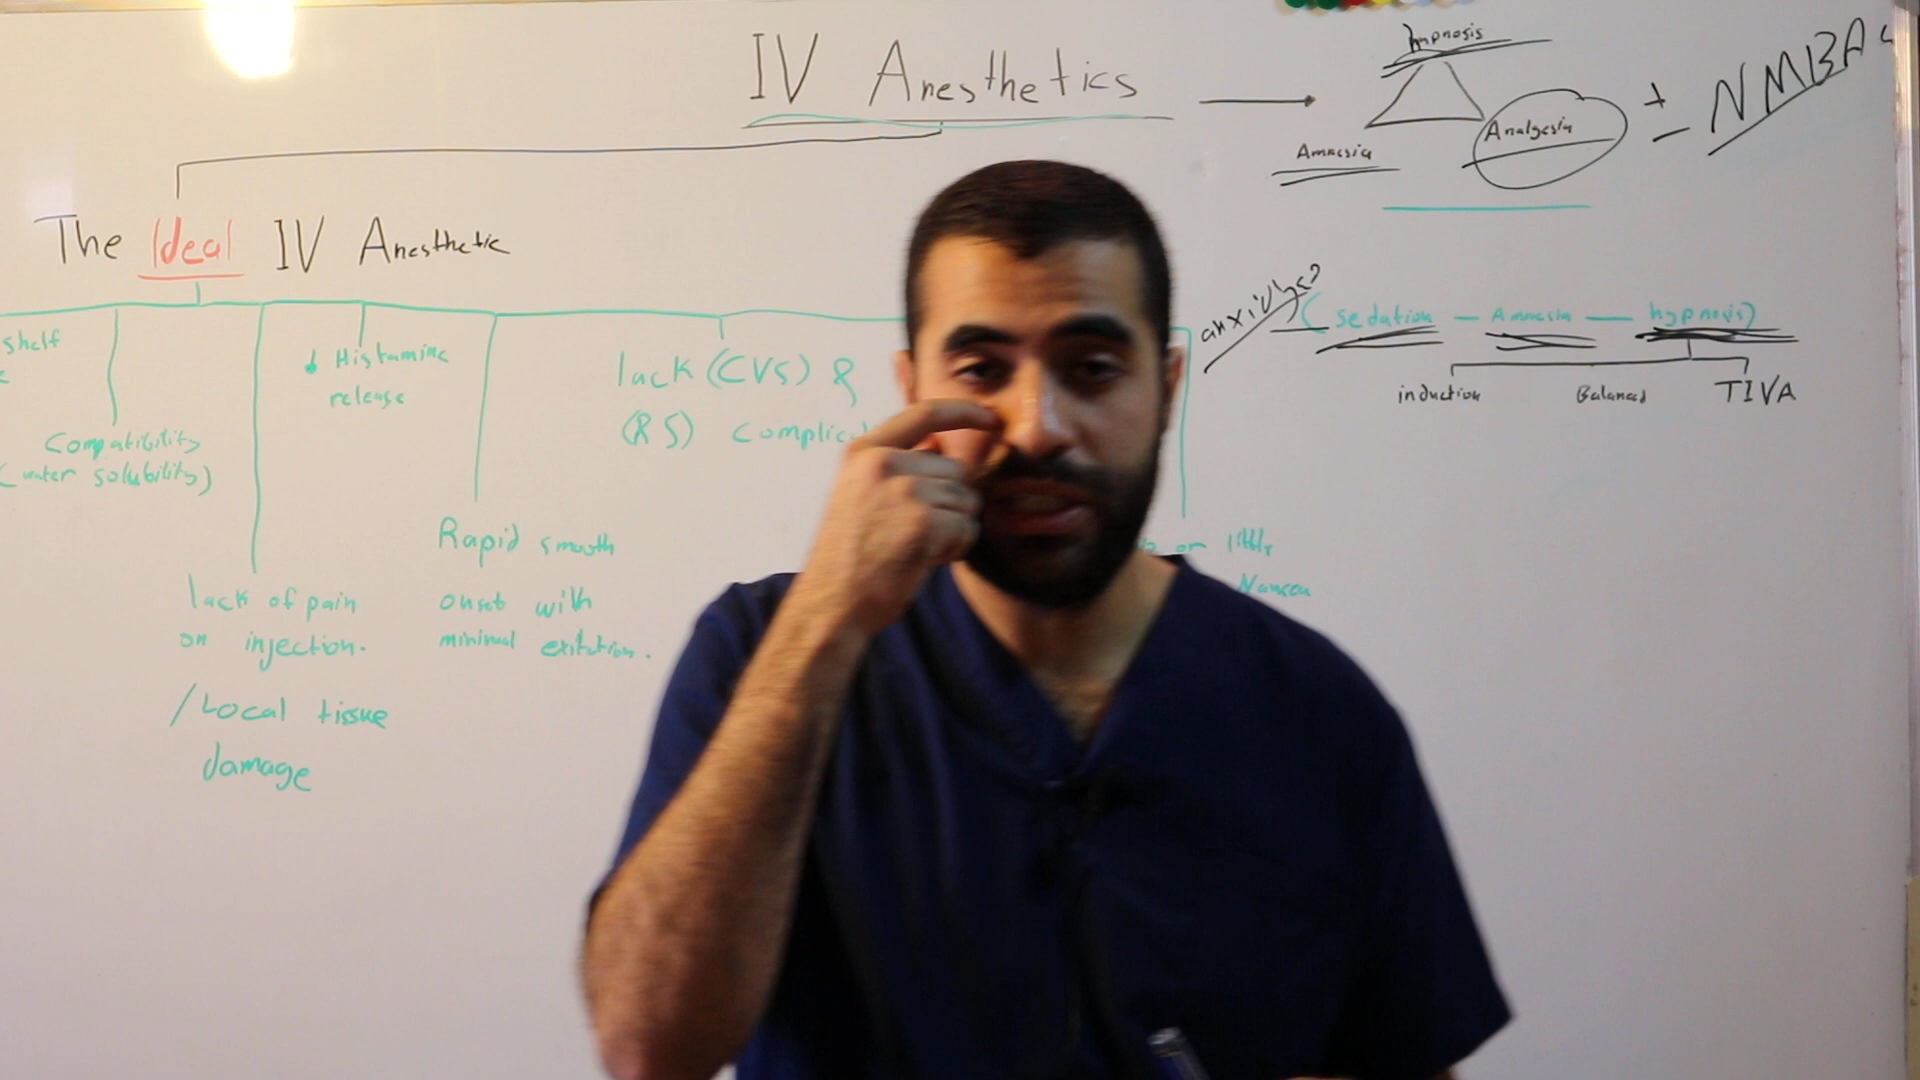 IV Anesthetics
hypnosis
Amnesia
Analgesia
+
NMBA
The Ideal IV Anesthetic
shelf
Compatibility
(water solubility)
lack of pain
on injection.
/Local tissue
damage
↓ Histamine
release
Rapid smooth
onset with
minimal exitation.
lack (CVS) &
(RS) Complic
or little
Nausea
(sedation — Amnesia — hypnosis)
induction
Balanced
TIVA